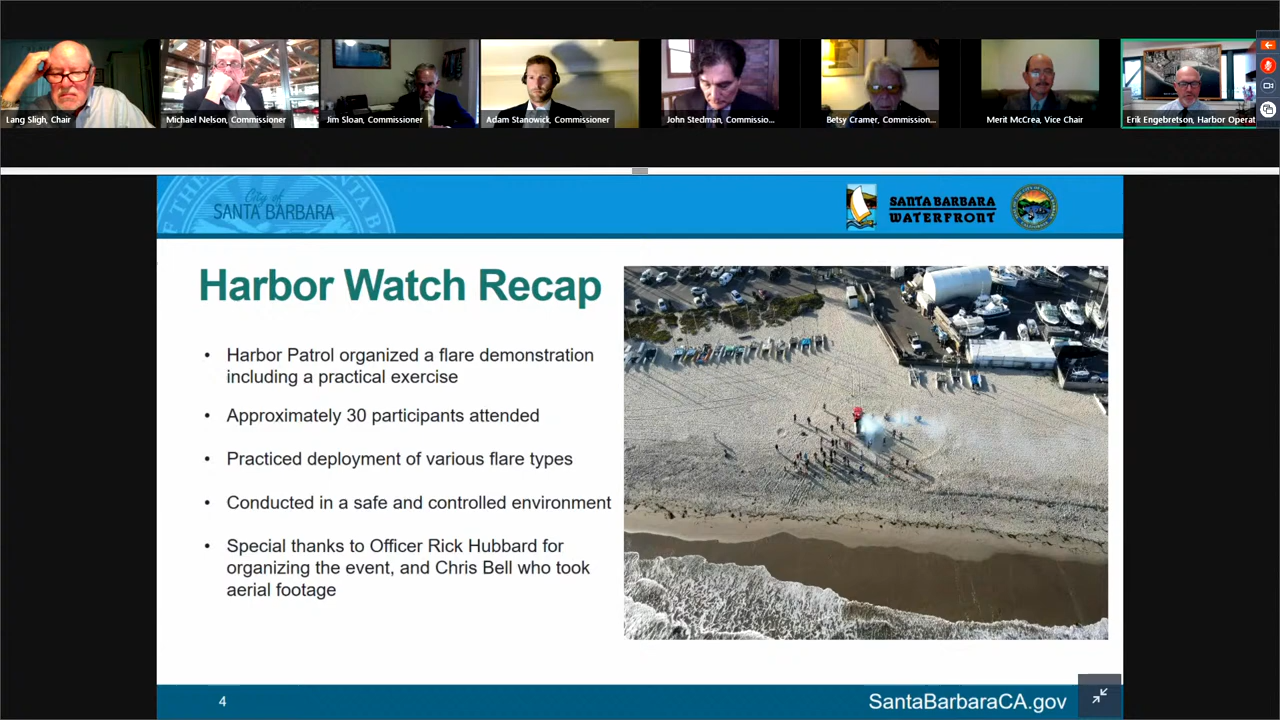 Lang Sligh, Chair
Michael Nelson, Commissioner
Jim Sloan, Commissioner
Adam Stanowick, Commissioner
John Stedman, Commissio...
Betsy Cramer, Commission...
Merit McCrea, Vice Chair
Erik Engebretson, Harbor Operat
City of
SANTA BARBARA
SANTA BARBARA
WATERFRONT
Harbor Watch Recap
• Harbor Patrol organized a flare demonstration
including a practical exercise
• Approximately 30 participants attended
• Practiced deployment of various flare types
• Conducted in a safe and controlled environment
• Special thanks to Officer Rick Hubbard for
organizing the event, and Chris Bell who took
aerial footage
4
SantaBarbaraCA.gov